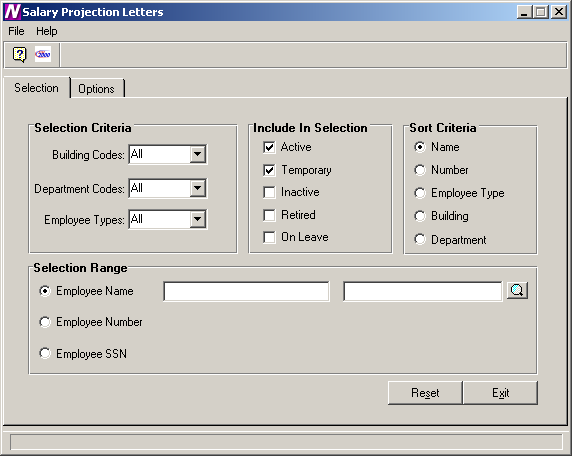 N Salary Projection Letters
File Help
? 2000
Selection Options
Selection Criteria
Building Codes: All
Department Codes: All
Employee Types: All
Include In Selection
Active
Temporary
Inactive
Retired
On Leave
Sort Criteria
Name
Number
Employee Type
Building
Department
Selection Range
Employee Name
Employee Number
Employee SSN
Reset Exit